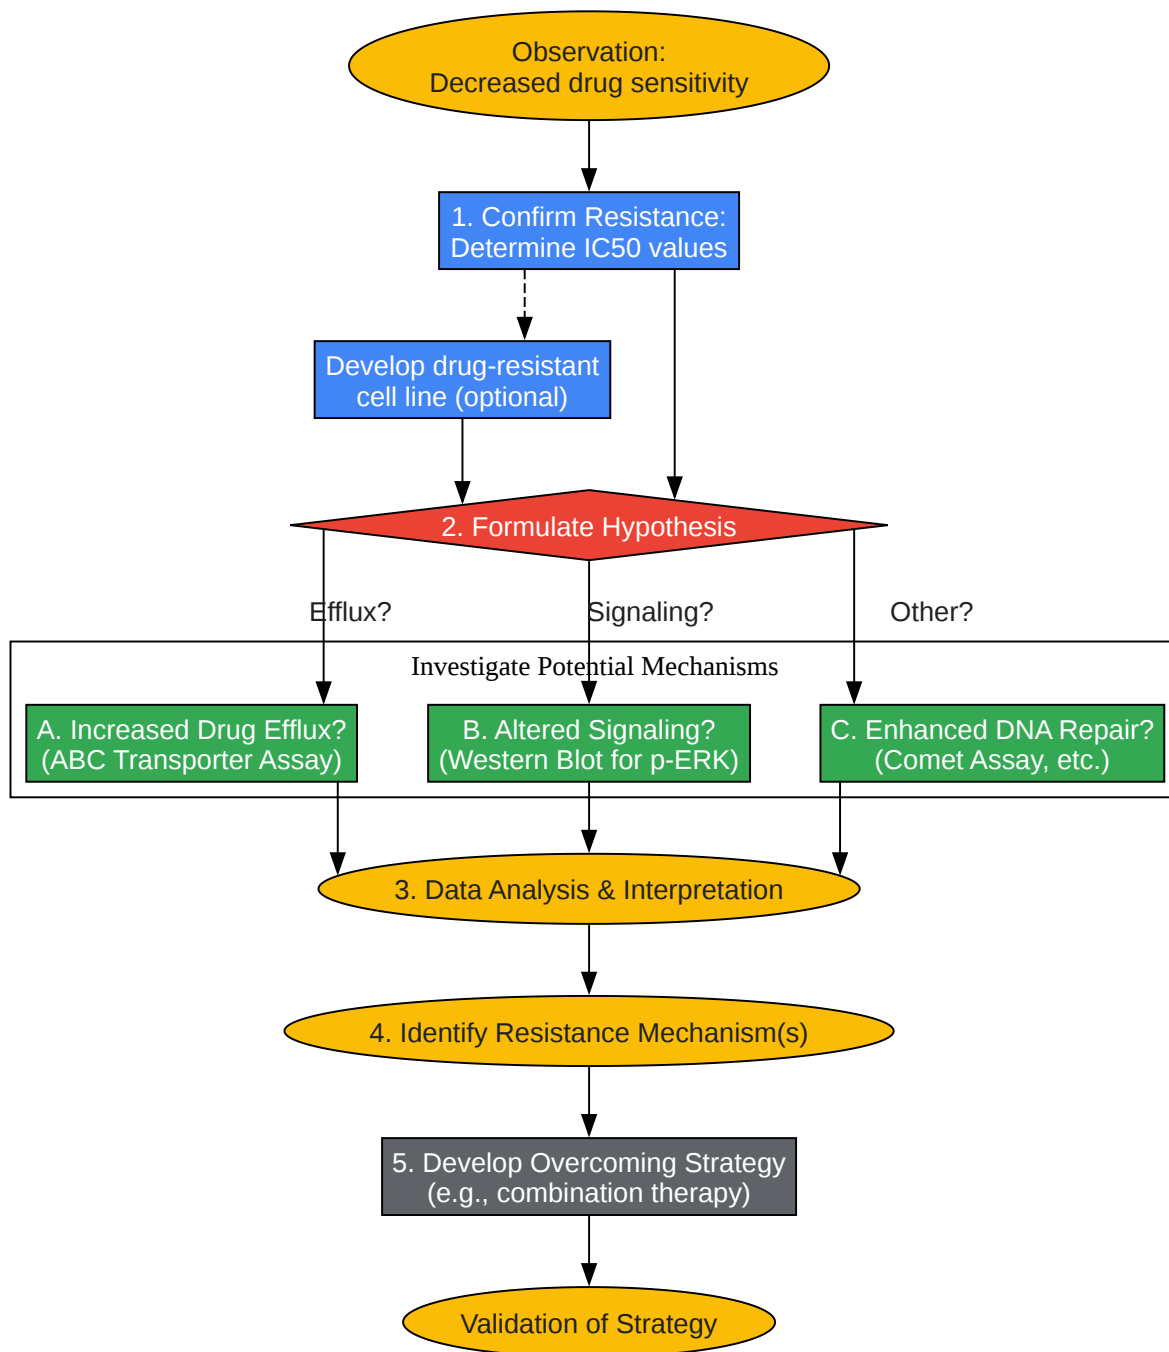 Observation:
Decreased drug sensitivity
1. Confirm Resistance:
Determine IC50 values
Develop drug-resistant
cell line (optional)
2. Formulate Hypothesis
Efflux?
Signaling?
Other?
Investigate Potential Mechanisms
A. Increased Drug Efflux?
(ABC Transporter Assay)
B. Altered Signaling?
(Western Blot for p-ERK)
C. Enhanced DNA Repair?
(Comet Assay, etc.)
3. Data Analysis & Interpretation
4. Identify Resistance Mechanism(s)
5. Develop Overcoming Strategy
(e.g., combination therapy)
Validation of Strategy